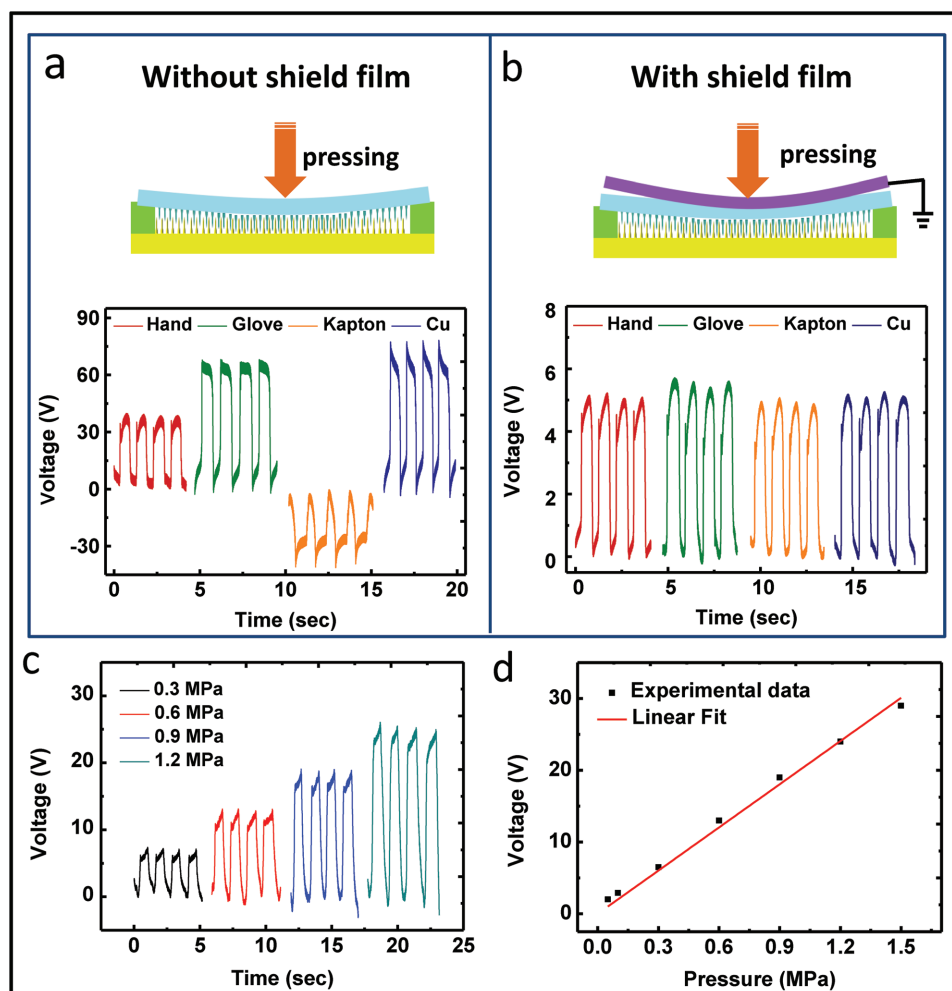 a
Without shield film
pressing
b
With shield film
pressing
Hand Glove Kapton Cu
90
60
30
0
-30
Voltage (V)
0 5 10 15 20
Time (sec)
Hand Glove Kapton Cu
8
6
4
2
0
Voltage (V)
0 5 10 15 20
Time (sec)
c
0.3 MPa
0.6 MPa
0.9 MPa
1.2 MPa
30
20
10
0
Voltage (V)
0 5 10 15 20 25
Time (sec)
d
Experimental data
Linear Fit
30
20
10
0
Voltage (V)
0.0 0.3 0.6 0.9 1.2 1.5
Pressure (MPa)